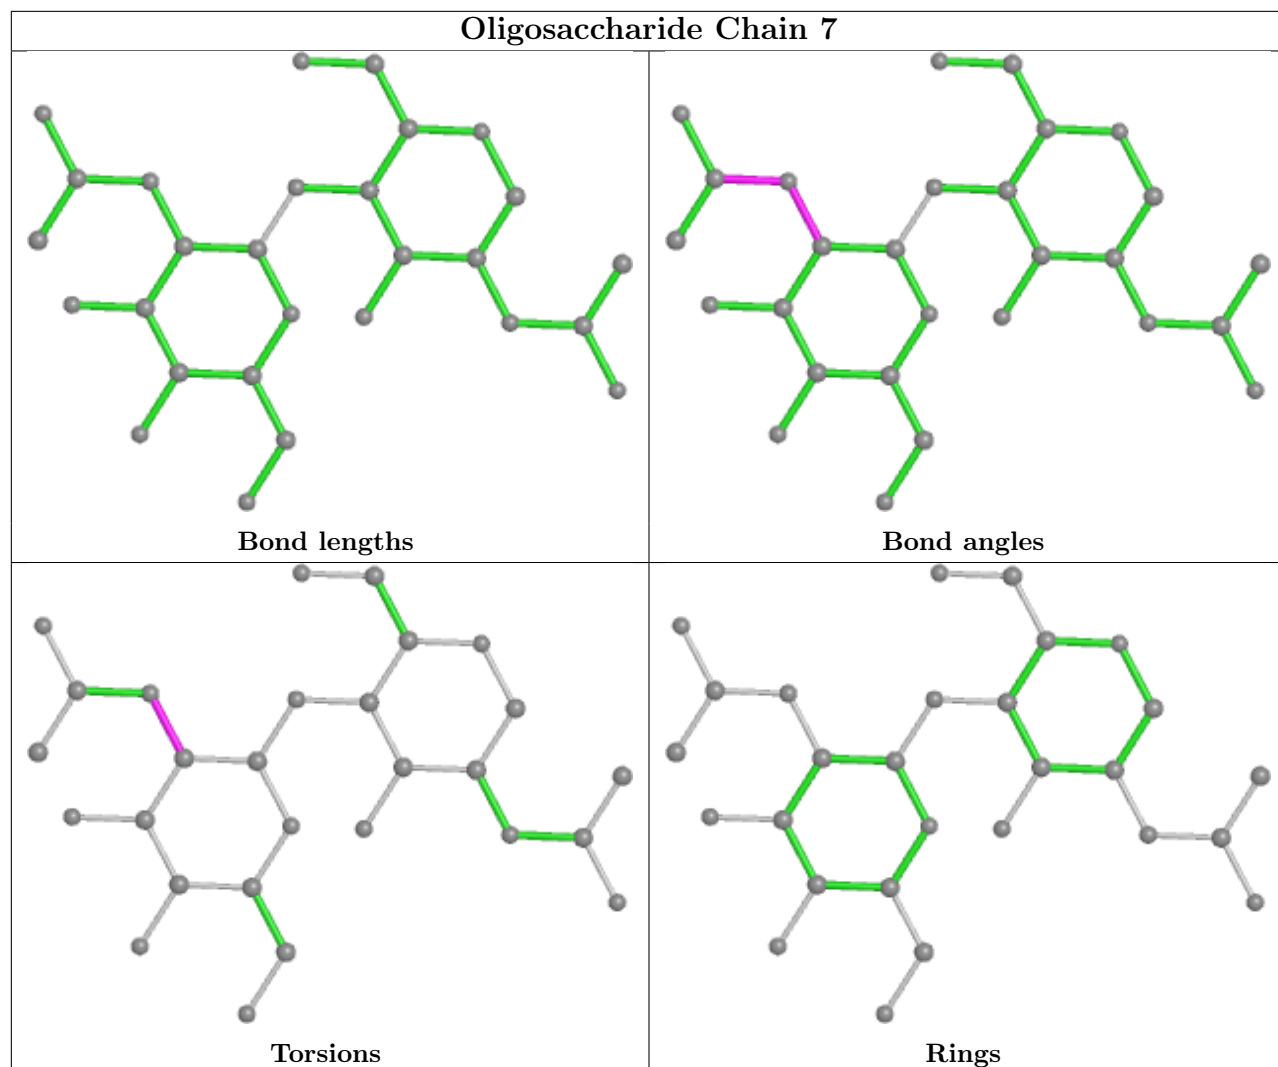 Oligosaccharide Chain 7
Bond lengths
Bond angles
Torsions
Rings